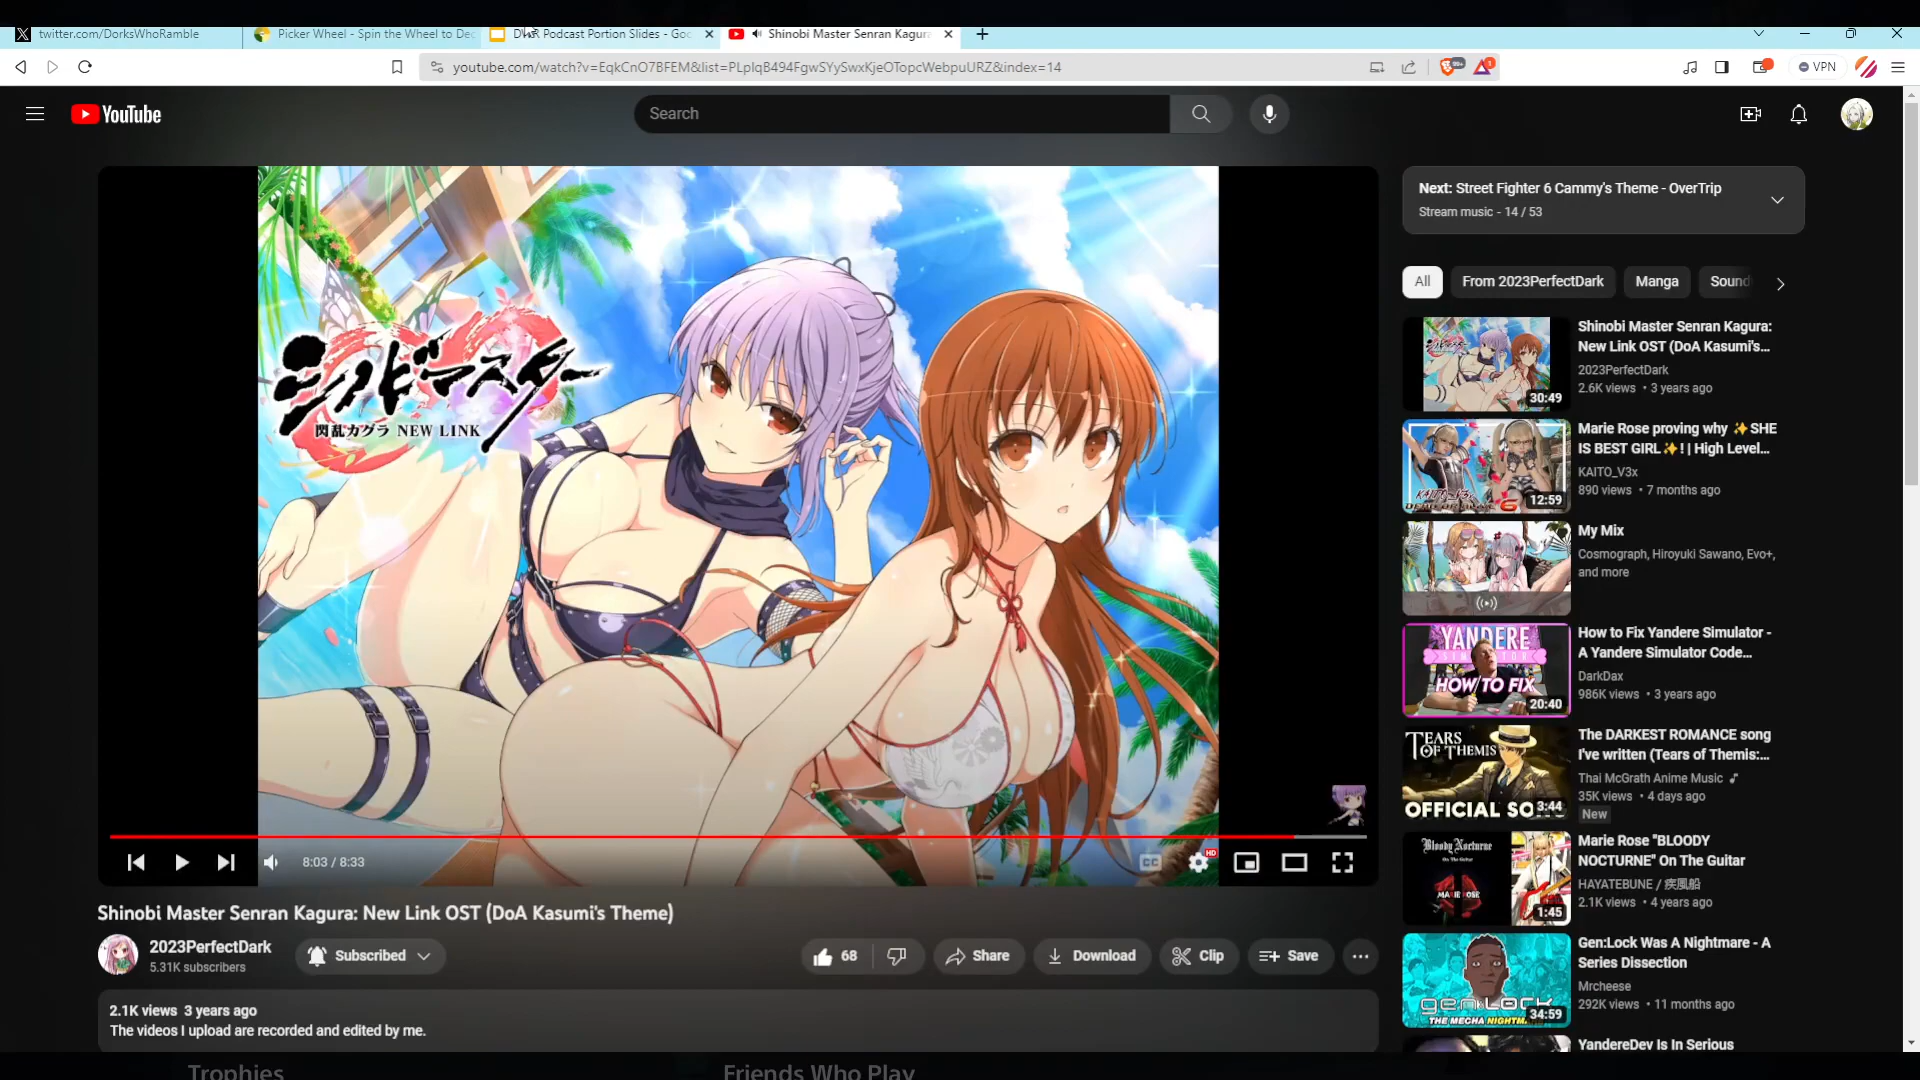 twitter.com/DorksWhoRamble
Picker Wheel - Spin the Wheel to Dec
Podcast Portion Slides - Goo
Shinobi Master Senran Kagura
youtube.com/watch?v=EqkCnO7BFEM&list=PLplqB494FgwSYySwxKjeOTopcWebpuURZ&index=14
VPN
YouTube
Search
Next: Street Fighter 6 Cammy's Theme - OverTrip
Stream music - 14 / 53
All
From 2023PerfectDark
Manga
Sound
シノビマスター
閃乱カグラ NEW LINK
Shinobi Master Senran Kagura:
New Link OST (DoA Kasumi's...
2023PerfectDark
2.6K views • 3 years ago
30:49
Marie Rose proving why ✨SHE
IS BEST GIRL✨! | High Level...
KAITO_V3x
890 views • 7 months ago
12:59
My Mix
Cosmograph, Hiroyuki Sawano, Evo+,
and more
YANDERE
HOW TO FIX
20:40
How to Fix Yandere Simulator -
A Yandere Simulator Code...
DarkDax
986K views • 3 years ago
TEARS
OF THEMIS
OFFICIAL SO
3:44
The DARKEST ROMANCE song
I've written (Tears of Themis:...
Thai McGrath Anime Music
35K views • 4 days ago
New
Bloody Nocturne
MARIE ROSE
1:45
Marie Rose "BLOODY
NOCTURNE" On The Guitar
HAYATEBUNE / 疾風船
2.1K views • 4 years ago
gen:LOCK
THE MECHA NIGHTM
34:59
Gen:Lock Was A Nightmare - A
Series Dissection
Mrcheese
292K views • 11 months ago
YandereDev Is In Serious
8:03 / 8:33
CC
HD
Shinobi Master Senran Kagura: New Link OST (DoA Kasumi's Theme)
2023PerfectDark
5.31K subscribers
Subscribed
68
Share
Download
Clip
Save
2.1K views 3 years ago
The videos I upload are recorded and edited by me.
Trophies
Friends Who Play